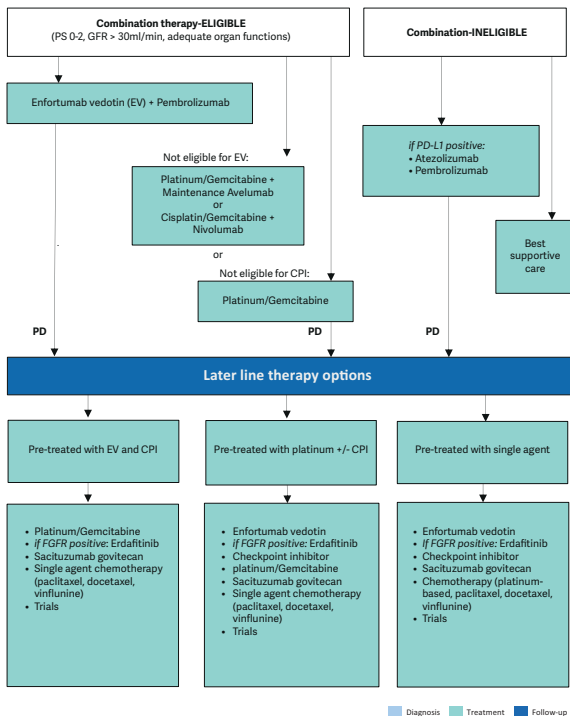 Combination therapy-ELIGIBLE
(PS 0-2, GFR > 30ml/min, adequate organ functions)
Combination-INELIGIBLE
Enfortumab vedotin (EV) + Pembrolizumab
Not eligible for EV:
Platinum/Gemcitabine +
Maintenance Avelumab
or
Cisplatin/Gemcitabine +
Nivolumab
or
Not eligible for CPI:
Platinum/Gemcitabine
if PD-L1 positive:
• Atezolizumab
• Pembrolizumab
Best
supportive
care
PD
PD
PD
Later line therapy options
Pre-treated with EV and CPI
Pre-treated with platinum +/- CPI
Pre-treated with single agent
• Platinum/Gemcitabine
• if FGFR positive: Erdafitinib
• Sacituzumab govitecan
• Single agent chemotherapy
(paclitaxel, docetaxel,
vinflunine)
• Trials
• Enfortumab vedotin
• if FGFR positive: Erdafitinib
• Checkpoint inhibitor
• platinum/Gemcitabine
• Sacituzumab govitecan
• Single agent chemotherapy
(paclitaxel, docetaxel,
vinflunine)
• Trials
• Enfortumab vedotin
• If FGFR positive: Erdafitinib
• Checkpoint inhibitor
• Sacituzumab govitecan
• Chemotherapy (platinum-
based, paclitaxel, docetaxel,
vinflunine)
• Trials
Diagnosis
Treatment
Follow-up